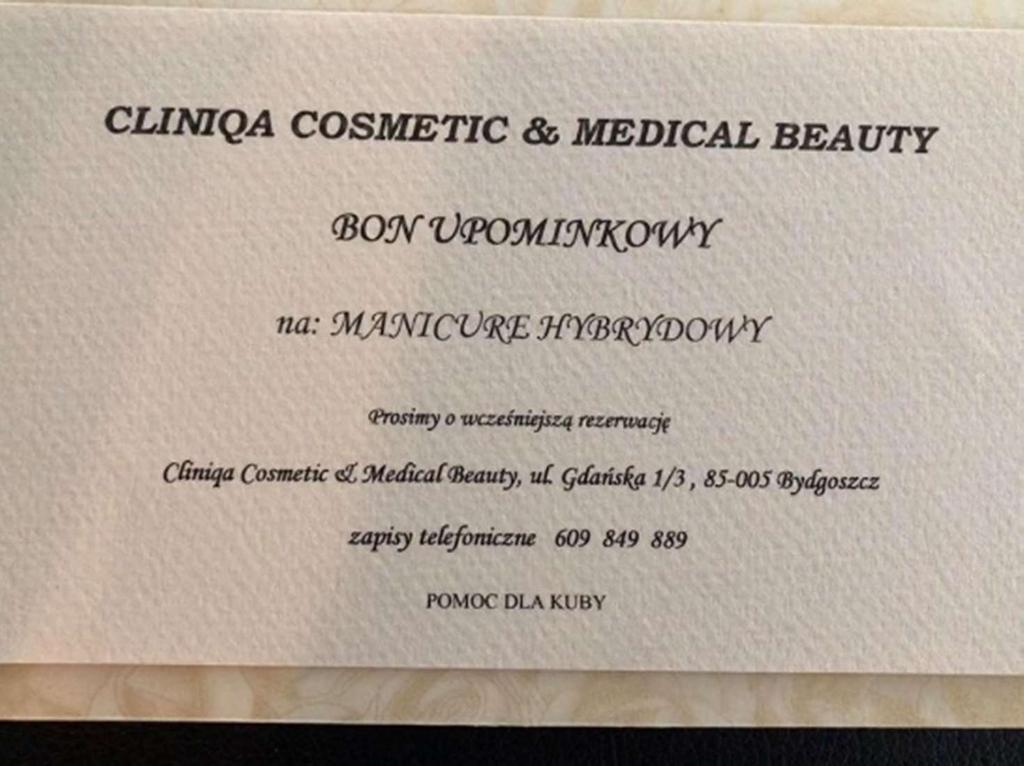 CLINIQA COSMETIC & MEDICAL BEAUTY
BON UPOMINKOWY
na: MANICURE HYBRYDOWY
Prosimy o wcześniejszą rezerwację
Cliniqa Cosmetic & Medical Beauty, ul. Gdańska 1/3 , 85-005 Bydgoszcz
zapisy telefoniczne 609 849 889
POMOC DLA KUBY